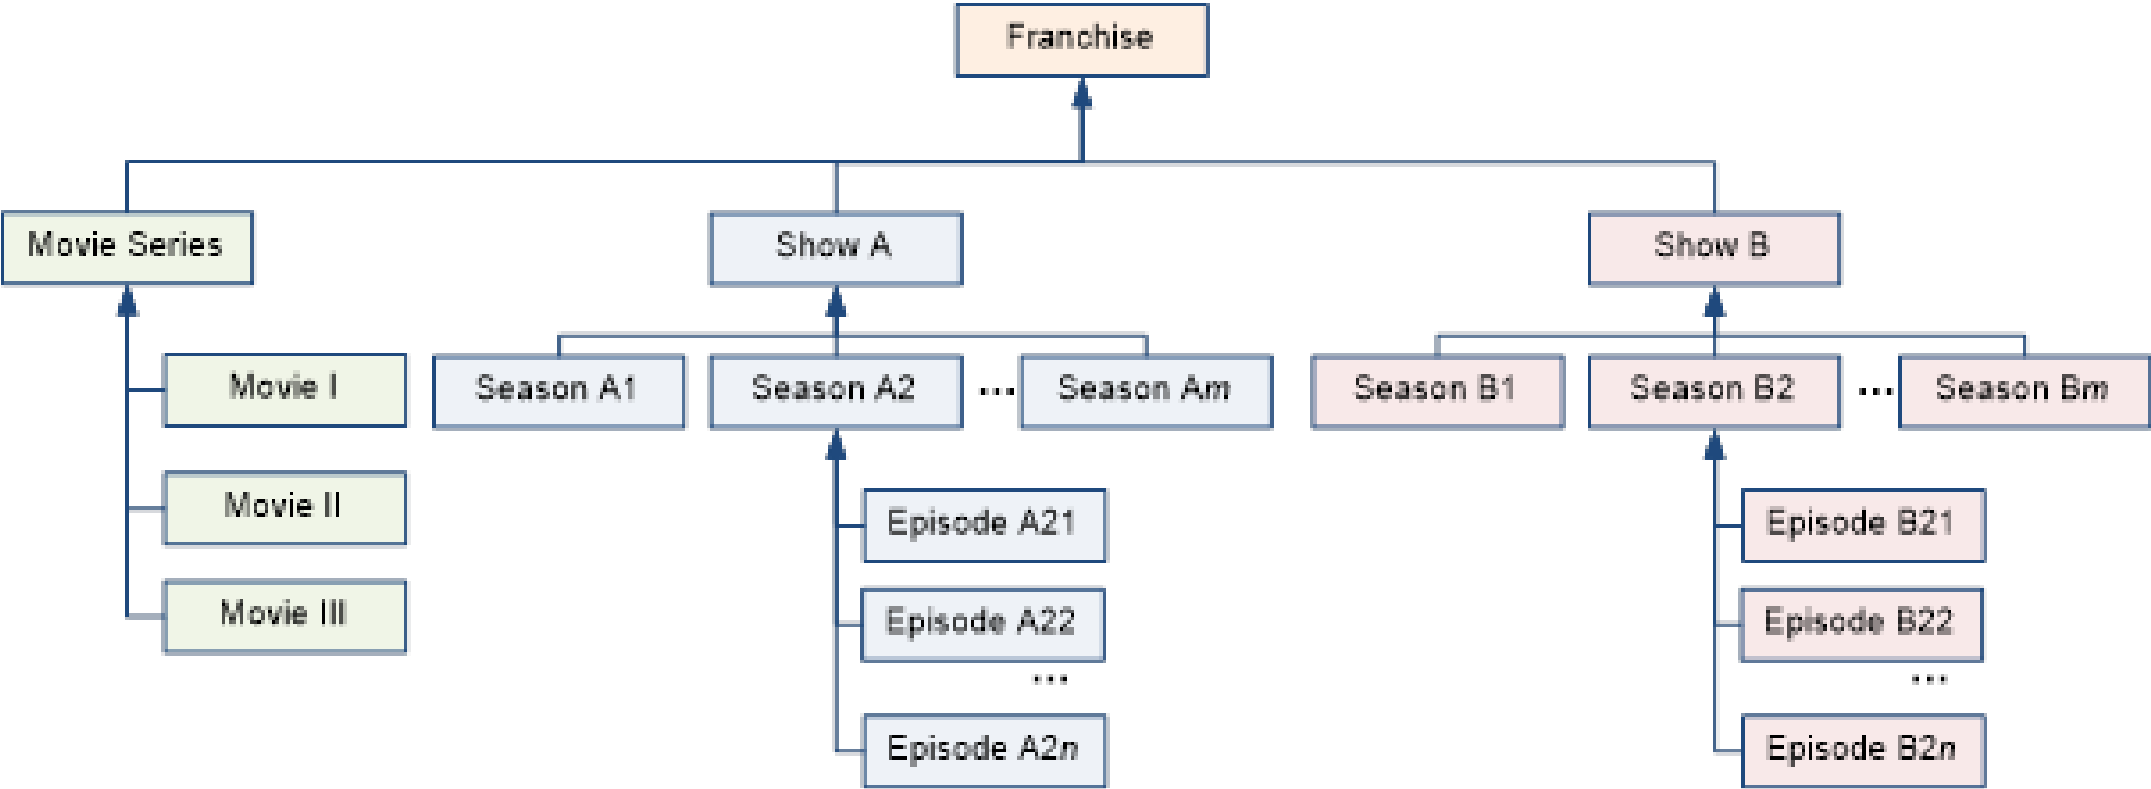 Franchise
Movie Series
Show A
Show B
Movie I
Season A1
Season A2
...
Season Am
Season B1
Season B2
...
Season Bm
Movie II
Episode A21
Episode B21
Movie III
Episode A22
Episode B22
...
...
Episode A2n
Episode B2n